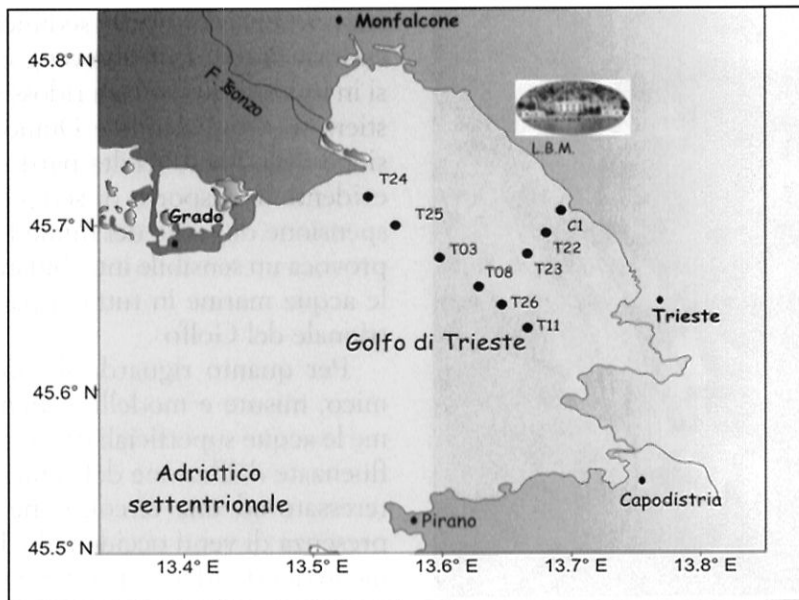 Monfalcone
45.8° N
F. Isonzo
L.B.M.
T24
T25
45.7° N
Grado
C1
T22
T03
T23
T08
T26
Trieste
T11
Golfo di Trieste
45.6° N
Adriatico
settentrionale
Capodistria
Pirano
45.5° N
13.4° E
13.5° E
13.6° E
13.7° E
13.8° E